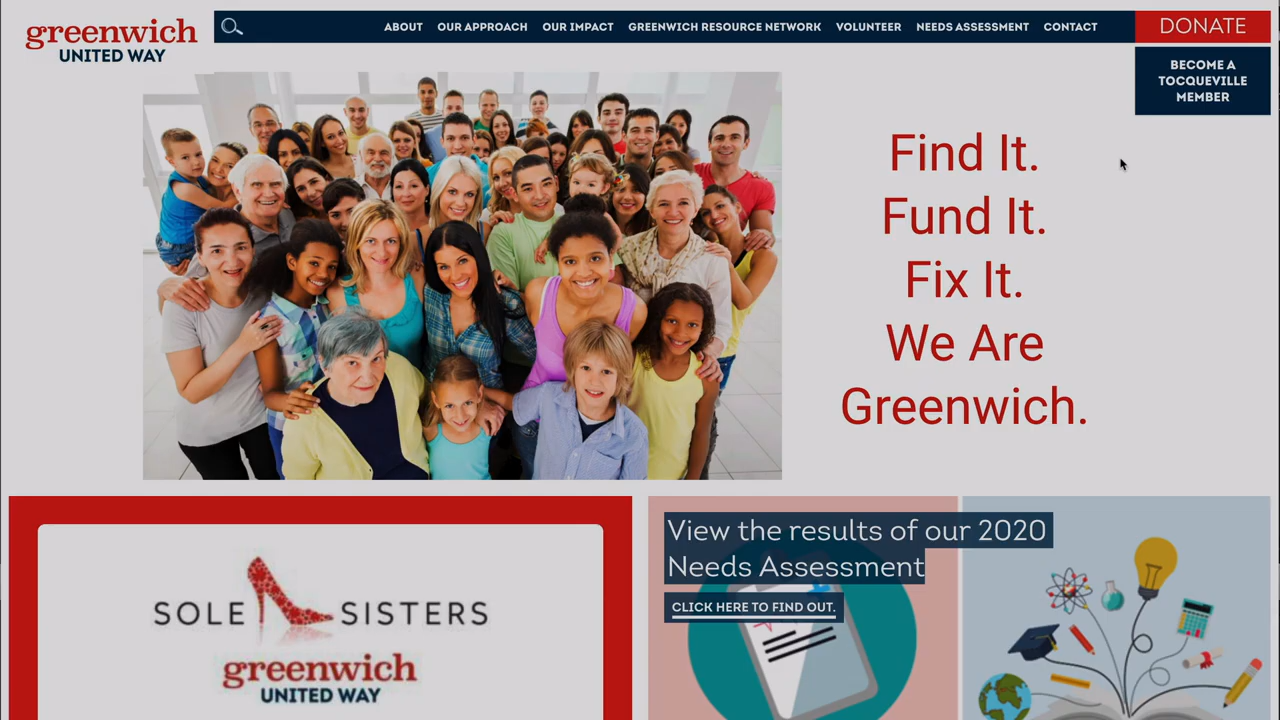 greenwich
UNITED WAY
ABOUT OUR APPROACH OUR IMPACT GREENWICH RESOURCE NETWORK VOLUNTEER NEEDS ASSESSMENT CONTACT
DONATE
BECOME A
TOCQUEVILLE
MEMBER
Find It.
Fund It.
Fix It.
We Are
Greenwich.
SOLE SISTERS
greenwich
UNITED WAY
View the results of our 2020
Needs Assessment
CLICK HERE TO FIND OUT.